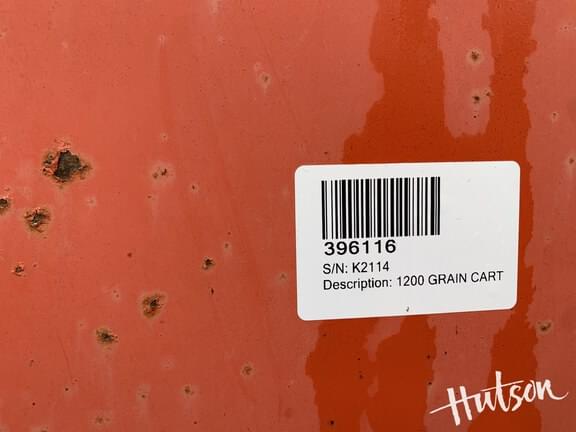 396116
S/N: K2114
Description: 1200 GRAIN CART
Hutson